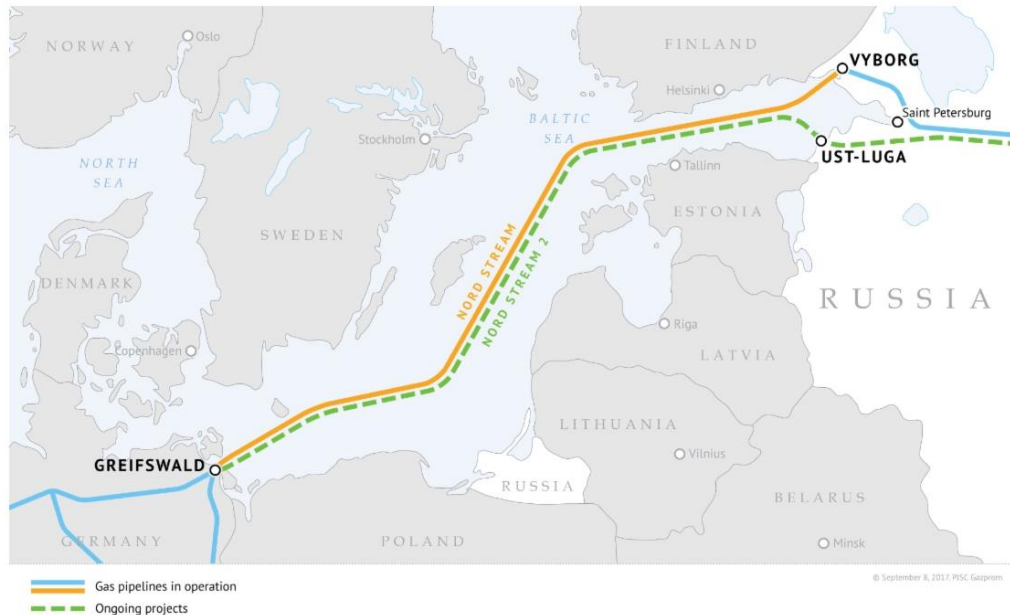 NORWAY
Oslo
FINLAND
VYBORG
Helsinki
Saint Petersburg
BALTIC
SEA
Stockholm
UST-LUGA
NORTH
SEA
Tallinn
ESTONIA
SWEDEN
NORD STREAM
NORD STREAM 2
DENMARK
RUSSIA
Riga
Copenhagen
LATVIA
LITHUANIA
GREIFSWALD
Vilnius
RUSSIA
BELARUS
GERMANY
POLAND
Minsk
Gas pipelines in operation
© September 8, 2017, PJSC Gazprom
Ongoing projects